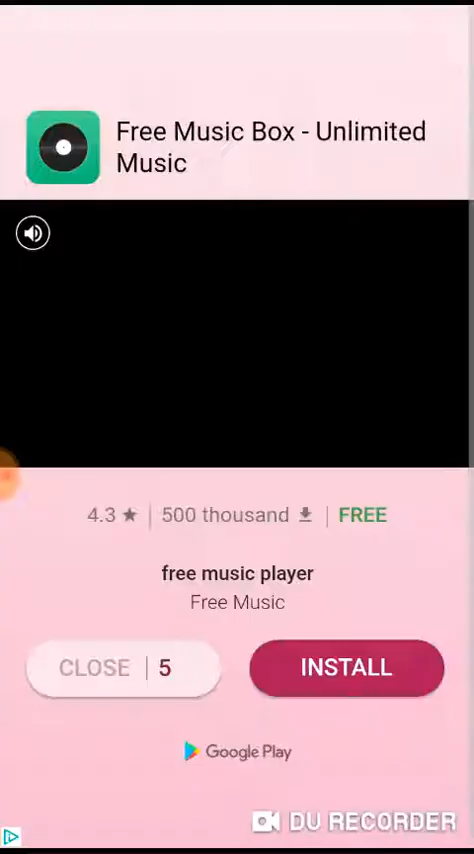 Free Music Box - Unlimited
Music
4.3 ★ | 500 thousand | FREE
free music player
Free Music
CLOSE | 5
INSTALL
Google Play
DU RECORDER